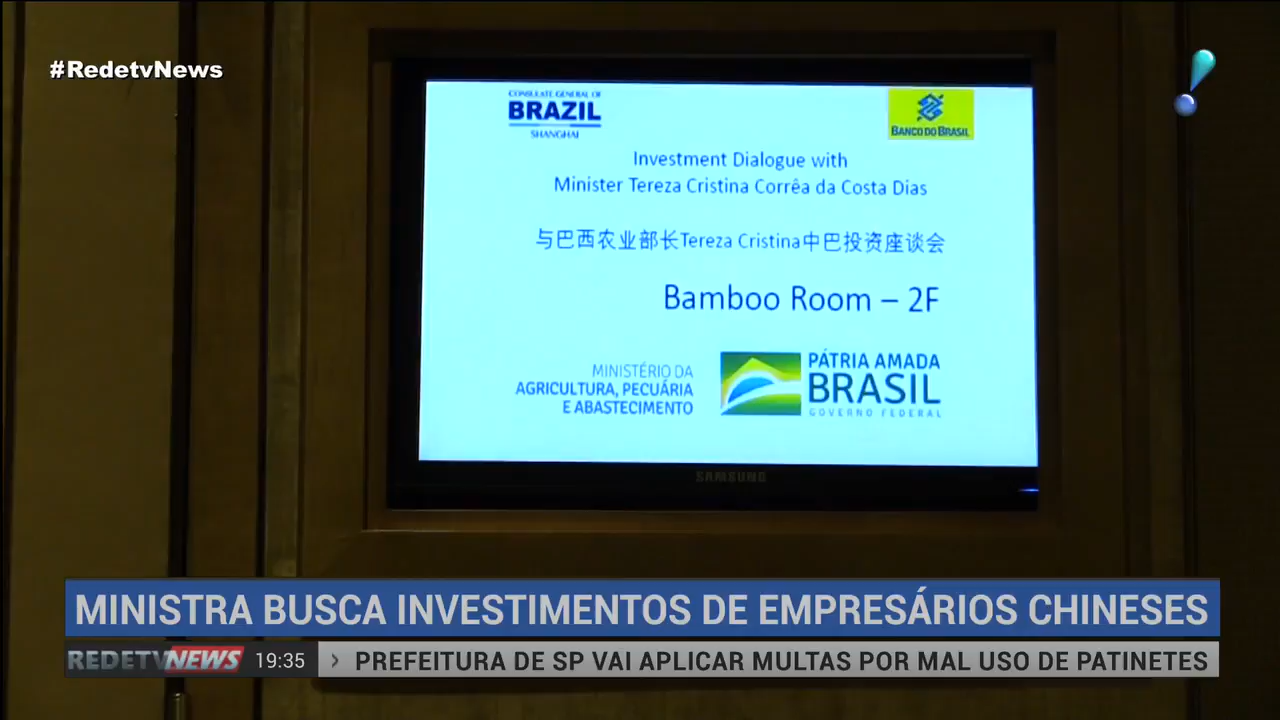 #RedetvNews
CONSULATE GENERAL OF
BRAZIL
SHANGHAI
BANCO DO BRASIL
Investment Dialogue with
Minister Tereza Cristina Corrêa da Costa Dias
与巴西农业部长Tereza Cristina中巴投资座谈会
Bamboo Room – 2F
MINISTÉRIO DA
AGRICULTURA, PECUÁRIA
E ABASTECIMENTO
PÁTRIA AMADA
BRASIL
GOVERNO FEDERAL
SAMSUNG
MINISTRA BUSCA INVESTIMENTOS DE EMPRESÁRIOS CHINESES
REDETV NEWS 19:35 › PREFEITURA DE SP VAI APLICAR MULTAS POR MAL USO DE PATINETES